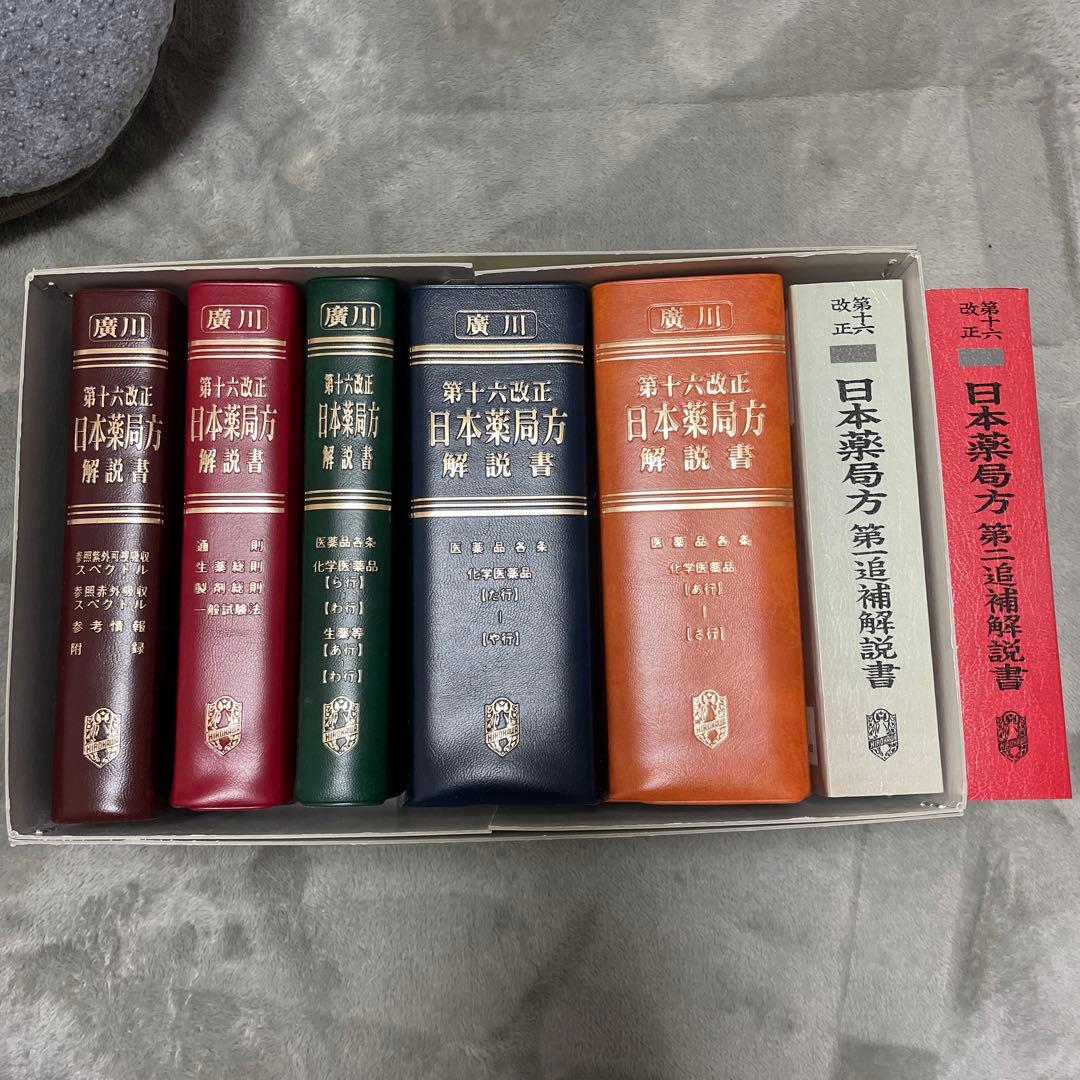 廣川
第十六改正
日本薬局方
解説書
参照紫外可視吸収
スペクトル
参照赤外吸収
スペクトル
参考情報
附録
HIROKAWA
廣川
第十六改正
日本薬局方
解説書
通則
生薬総則
製剤総則
一般試験法
HIROKAWA
廣川
第十六改正
日本薬局方
解説書
医薬品各条
化学医薬品
【ら行】
|
【わ行】
生薬等
【あ行】
|
【わ行】
HIROKAWA
廣川
第十六改正
日本薬局方
解説書
医薬品各条
化学医薬品
【た行】
|
【や行】
HIROKAWA
廣川
第十六改正
日本薬局方
解説書
医薬品各条
化学医薬品
【あ行】
|
【さ行】
HIROKAWA
第十六
改正
日本薬局方 第一追補解説書
HIROKAWA
第十六
改正
日本薬局方 第二追補解説書
HIROKAWA